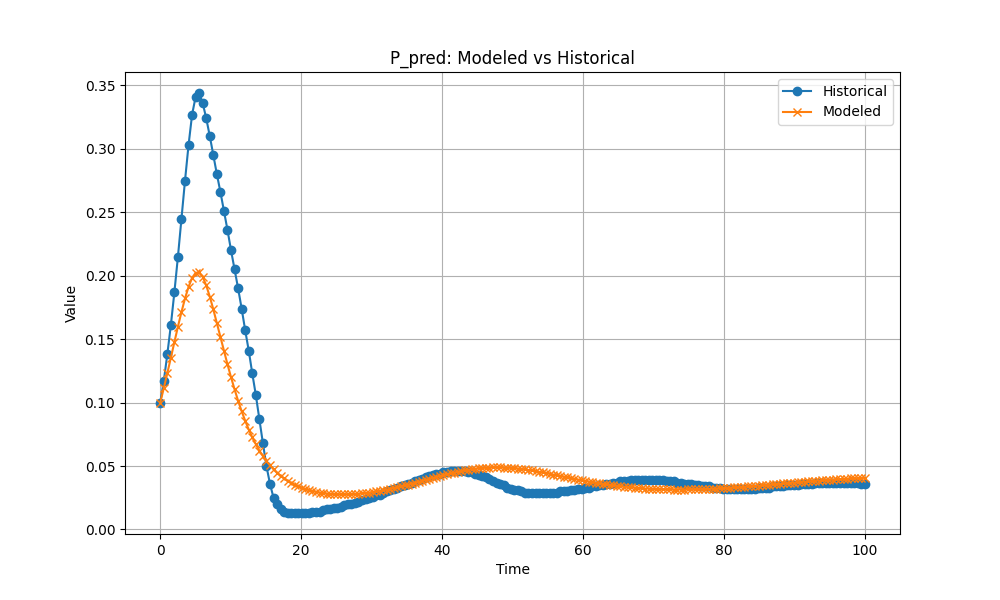 P_pred: Modeled vs Historical
Historical
Modeled
Value
0.35
0.30
0.25
0.20
0.15
0.10
0.05
0.00
0 20 40 60 80 100
Time